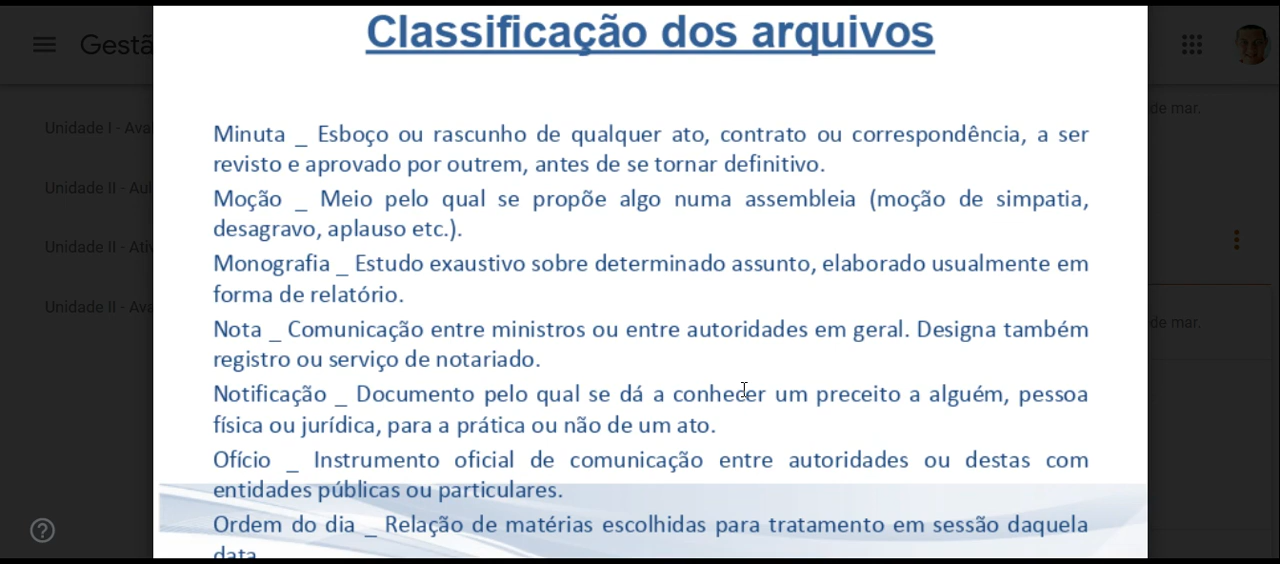 Classificação dos arquivos
Gestã
Unidade I - Ava
de mar.
Minuta _ Esboço ou rascunho de qualquer ato, contrato ou correspondência, a ser
revisto e aprovado por outrem, antes de se tornar definitivo.
Unidade II - Aul
Moção _ Meio pelo qual se propõe algo numa assembleia (moção de simpatia,
desagravo, aplauso etc.).
Unidade II - Ativ
Monografia _ Estudo exaustivo sobre determinado assunto, elaborado usualmente em
forma de relatório.
Unidade II - Ava
de mar.
Nota _ Comunicação entre ministros ou entre autoridades em geral. Designa também
registro ou serviço de notariado.
Notificação _ Documento pelo qual se dá a conhecer um preceito a alguém, pessoa
física ou jurídica, para a prática ou não de um ato.
Ofício _ Instrumento oficial de comunicação entre autoridades ou destas com
entidades públicas ou particulares.
Ordem do dia _ Relação de matérias escolhidas para tratamento em sessão daquela
data.